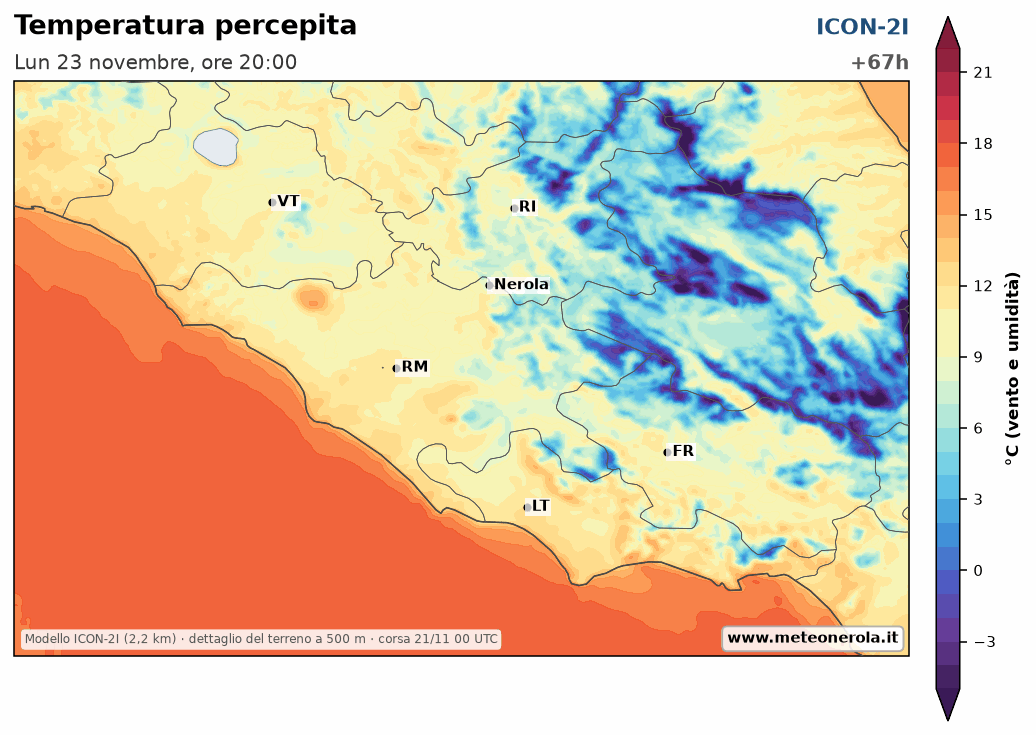 Temperatura percepita
ICON-2I
Lun 23 novembre, ore 20:00
+67h
VT
RI
Nerola
RM
FR
LT
Modello ICON-2I (2,2 km) · dettaglio del terreno a 500 m · corsa 21/11 00 UTC
www.meteonerola.it
21
18
15
12
9
6
3
0
−3
°C (vento e umidità)